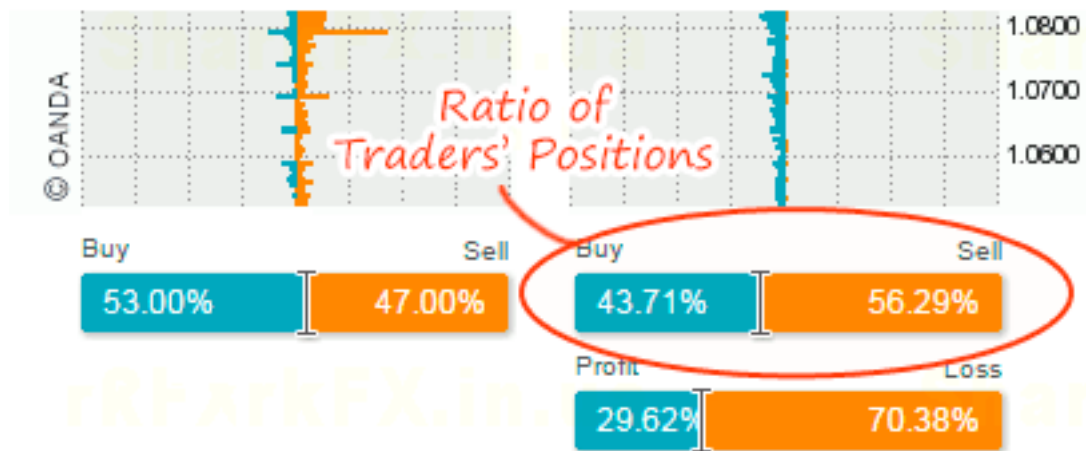 1.0800
1.0700
1.0600
© OANDA
Ratio of
Traders' Positions
Buy Sell
53.00% 47.00%
Buy Sell
43.71% 56.29%
Profit Loss
29.62% 70.38%